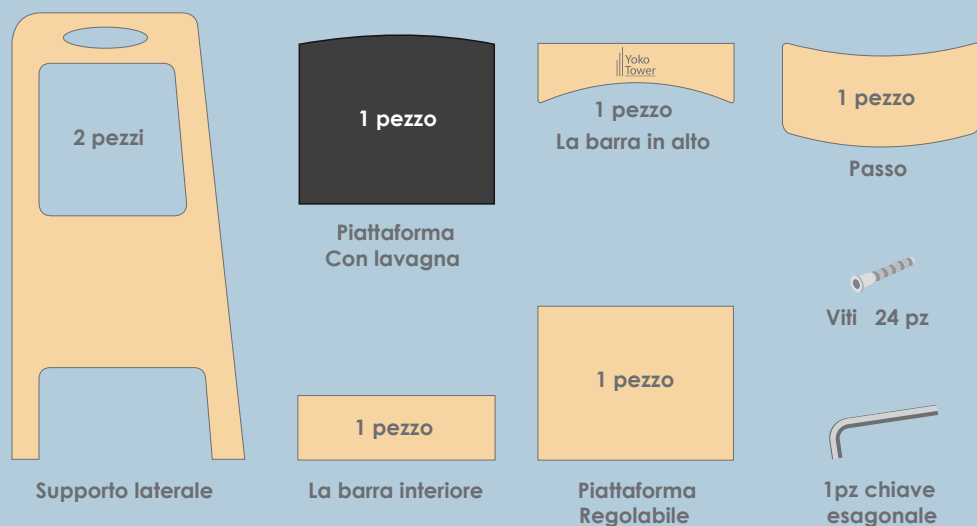 2 pezzi
Supporto laterale
1 pezzo
Piattaforma
Con lavagna
Yoko
Tower
1 pezzo
La barra in alto
1 pezzo
Passo
Viti 24 pz
1 pezzo
La barra interiore
1 pezzo
Piattaforma
Regolabile
1pz chiave
esagonale